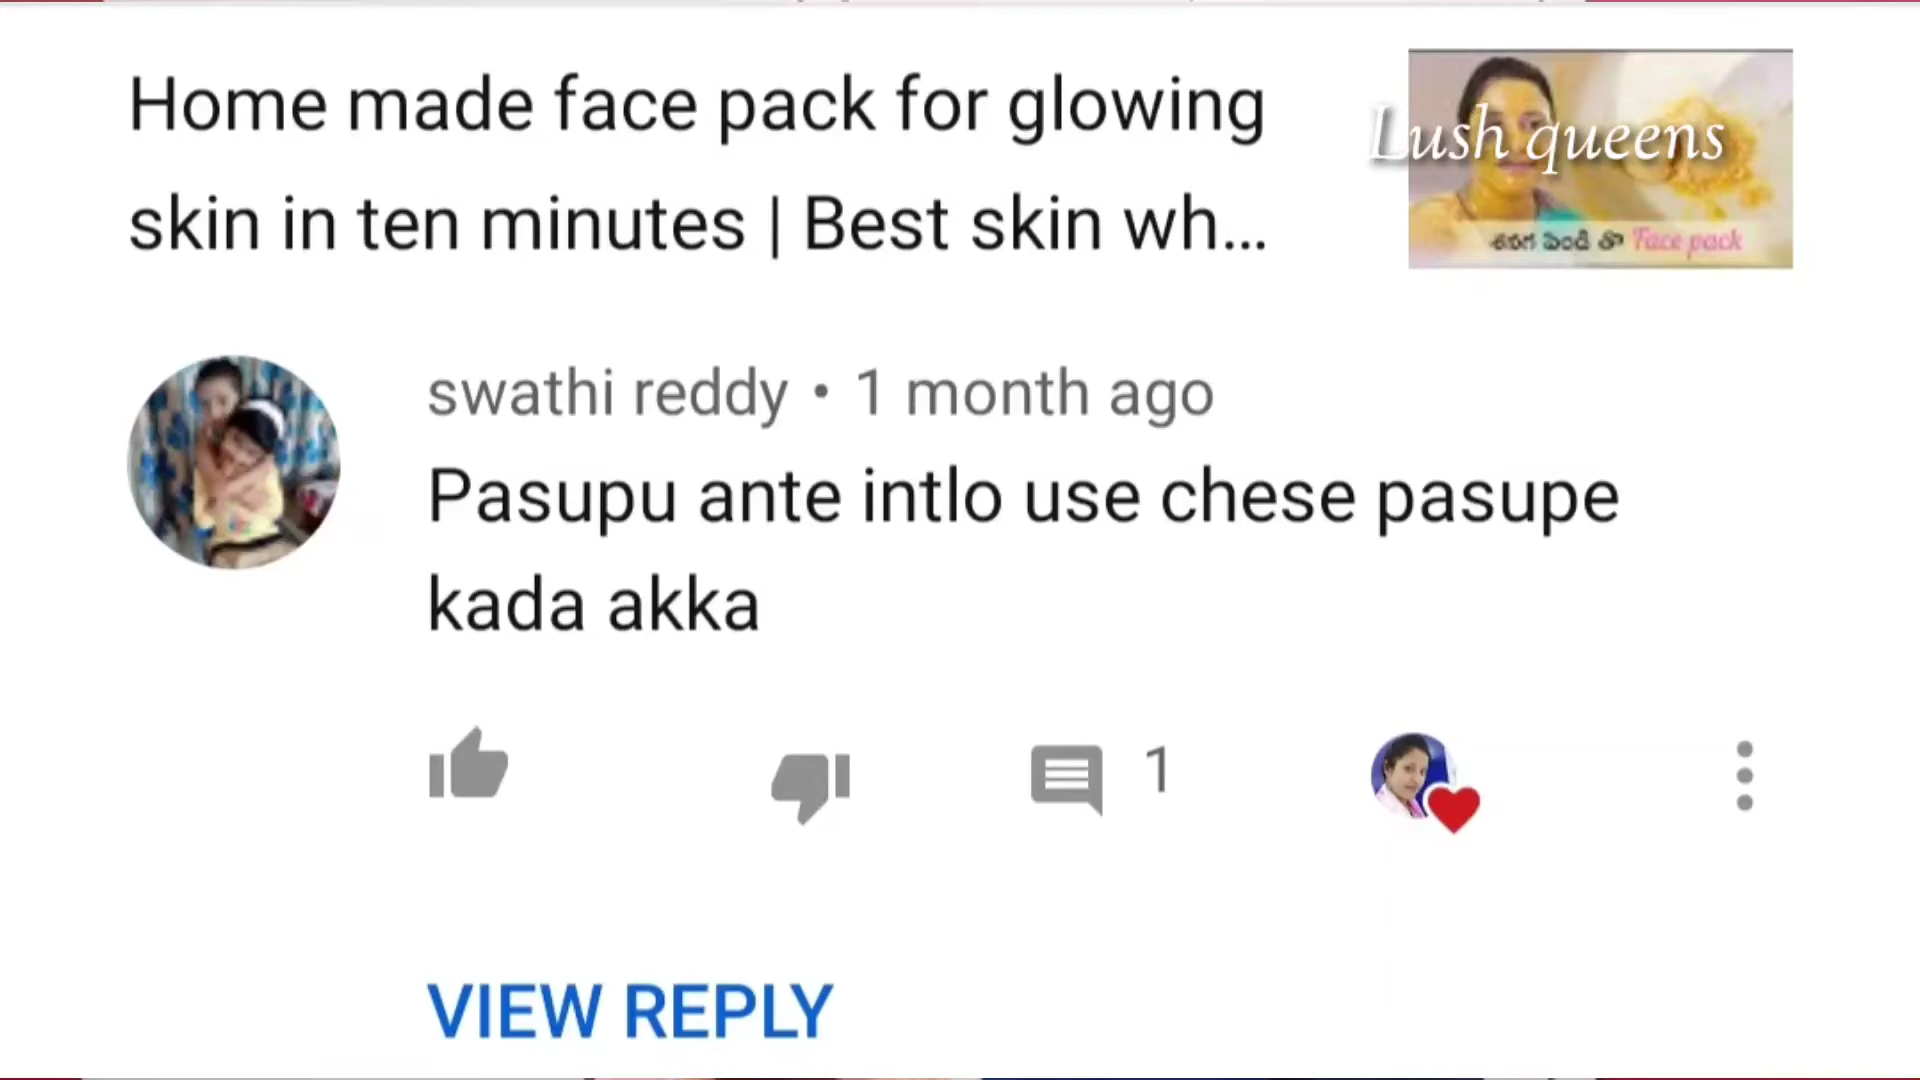 Home made face pack for glowing
skin in ten minutes | Best skin wh...
Lush queens
శనగ పిండి తో Face pack
swathi reddy • 1 month ago
Pasupu ante intlo use chese pasupe
kada akka
1
VIEW REPLY